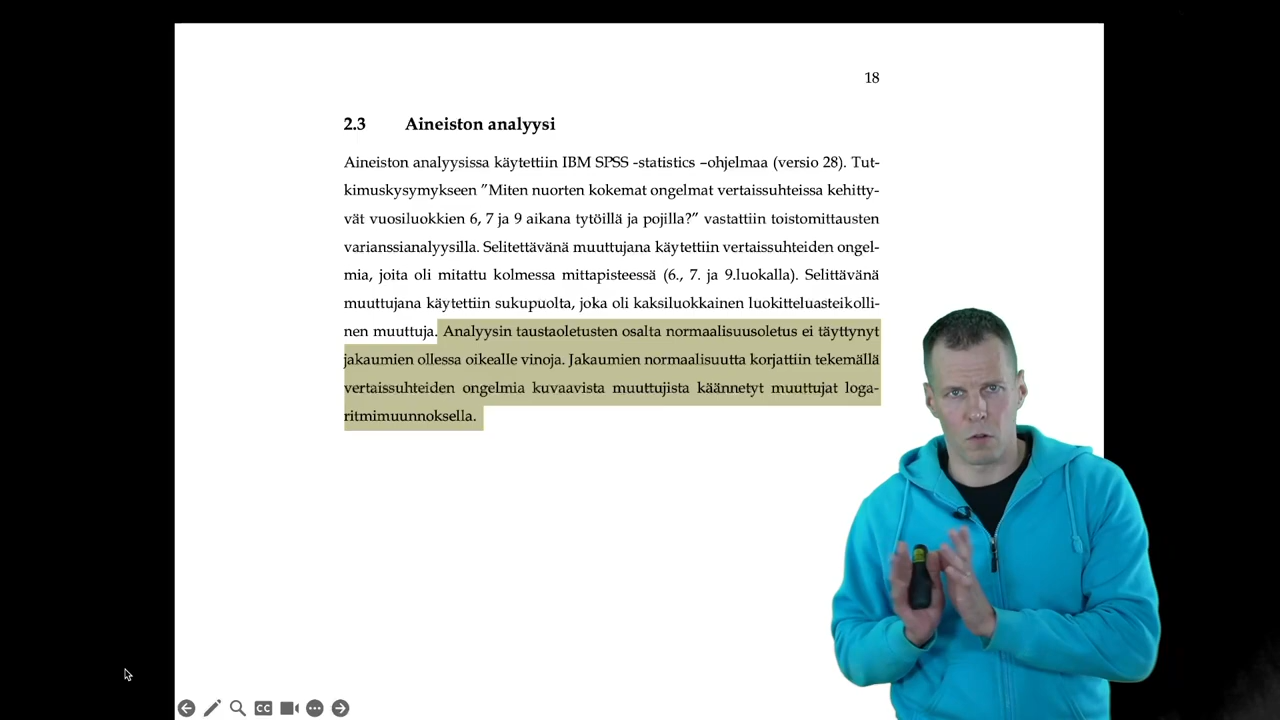 18
2.3 Aineiston analyysi
Aineiston analyysissa käytettiin IBM SPSS -statistics –ohjelmaa (versio 28). Tut-
kimuskysymykseen ”Miten nuorten kokemat ongelmat vertaissuhteissa kehitty-
vät vuosiluokkien 6, 7 ja 9 aikana tytöillä ja pojilla?” vastattiin toistomittausten
varianssianalyysilla. Selitettävänä muuttujana käytettiin vertaissuhteiden ongel-
mia, joita oli mitattu kolmessa mittapisteessä (6., 7. ja 9.luokalla). Selittävänä
muuttujana käytettiin sukupuolta, joka oli kaksiluokkainen luokitteluasteikolli-
nen muuttuja. Analyysin taustaoletusten osalta normaalisuusoletus ei täyttynyt
jakaumien ollessa oikealle vinoja. Jakaumien normaalisuutta korjattiin tekemällä
vertaissuhteiden ongelmia kuvaavista muuttujista käännetyt muuttujat loga-
ritmimuunnoksella.
CC